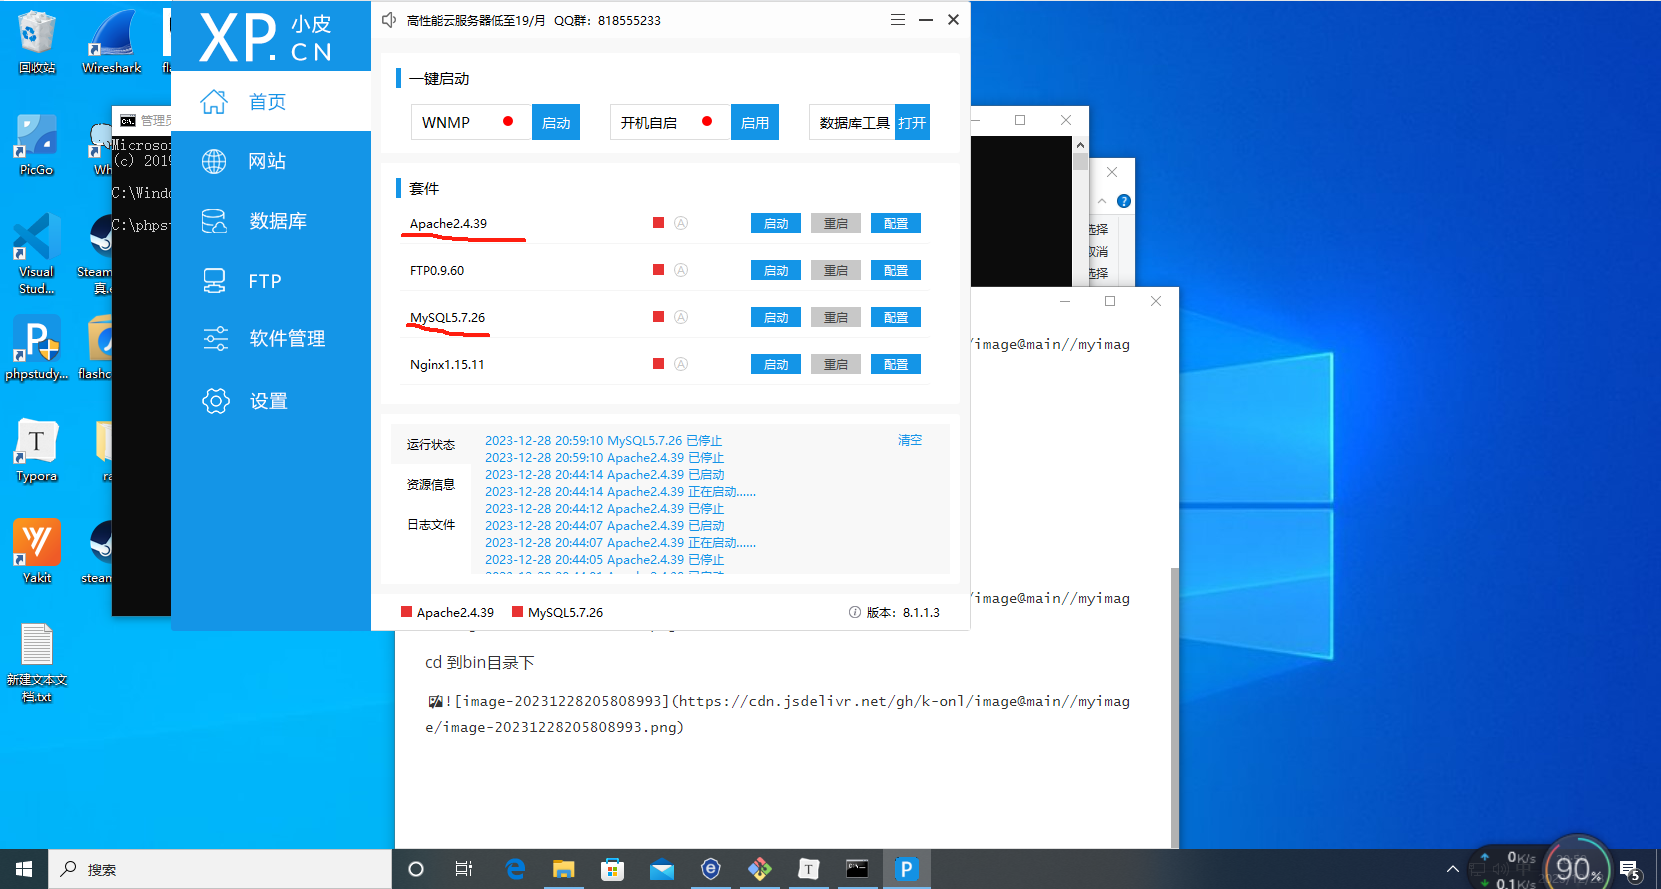 回收站
Wireshark
PicGo
Wh
Visual
Stud...
Steam
真.
phpstudy...
flashc
Typora
ra
Yakit
steam
新建文本文
档.txt
管理员
Microsof
(c) 2019
C:\Windo
C:\phpst
XP.
小皮
CN
首页
网站
数据库
FTP
软件管理
设置
高性能云服务器低至19/月 QQ群：818555233
一键启动
WNMP 启动
开机自启 启用
数据库工具 打开
套件
Apache2.4.39 启动 重启 配置
FTP0.9.60 启动 重启 配置
MySQL5.7.26 启动 重启 配置
Nginx1.15.11 启动 重启 配置
运行状态
资源信息
日志文件
清空
2023-12-28 20:59:10 MySQL5.7.26 已停止
2023-12-28 20:59:10 Apache2.4.39 已停止
2023-12-28 20:44:14 Apache2.4.39 已启动
2023-12-28 20:44:14 Apache2.4.39 正在启动......
2023-12-28 20:44:12 Apache2.4.39 已停止
2023-12-28 20:44:07 Apache2.4.39 已启动
2023-12-28 20:44:07 Apache2.4.39 正在启动......
2023-12-28 20:44:05 Apache2.4.39 已停止
Apache2.4.39 MySQL5.7.26
版本：8.1.1.3
选择
取消
选择
/image@main//myimag
/image@main//myimag
cd 到bin目录下
![image-20231228205808993](https://cdn.jsdelivr.net/gh/k-onl/image@main//myimag
e/image-20231228205808993.png)
搜索
0K/s
0.1K/s
90%
5